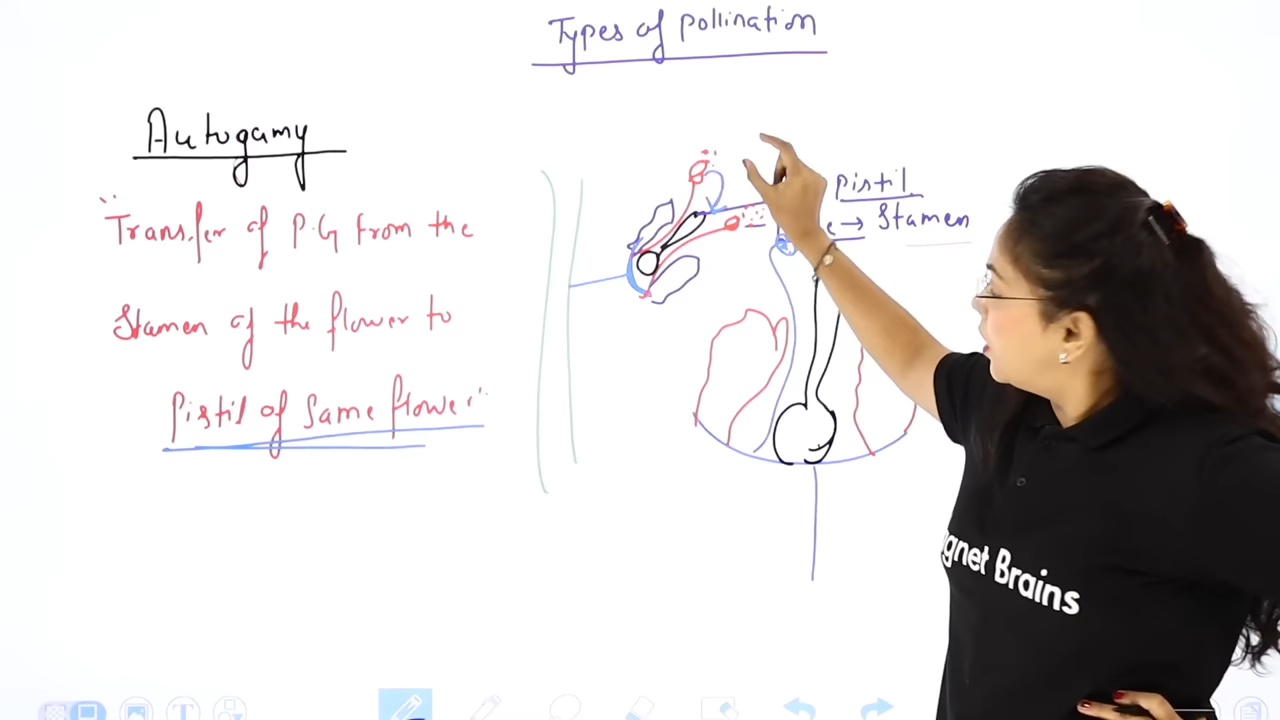 Types of pollination
Autogamy
"Transfer of P.G from the
Stamen of the flower to
Pistil of Same flower"
pistil
e → Stamen
gnet Brains